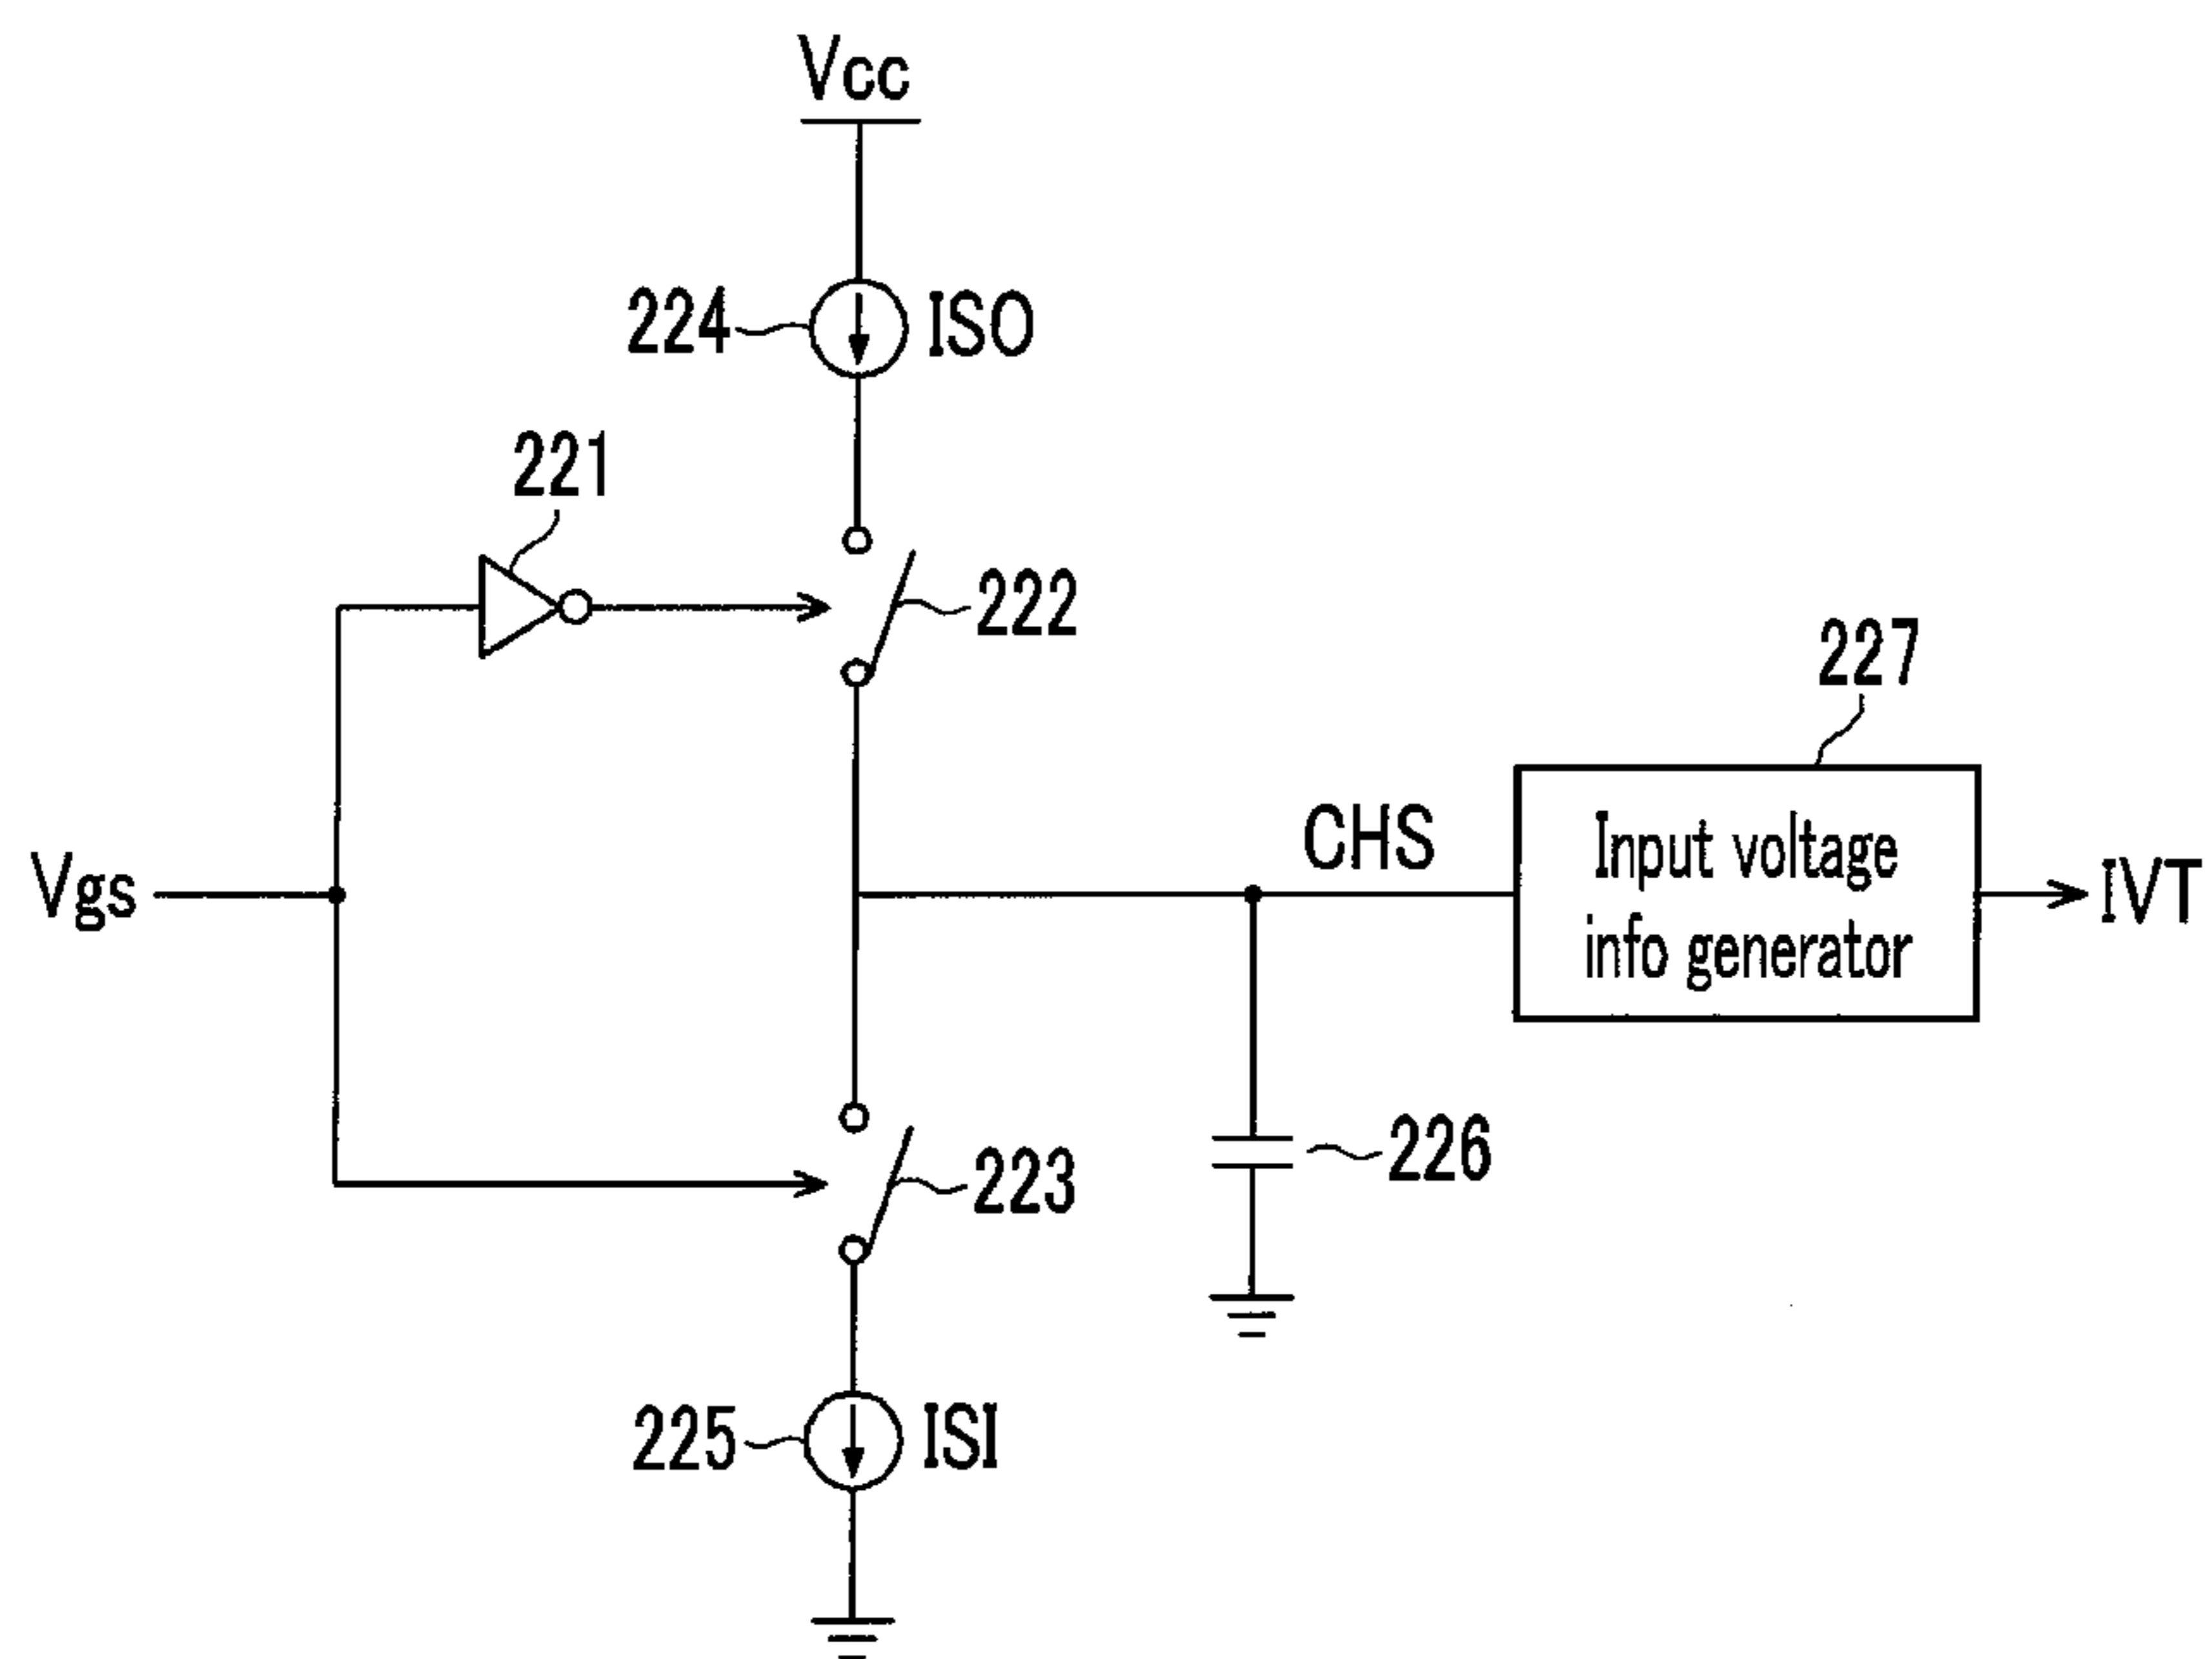 Vcc
224
ISO
221
222
227
CHS
Input voltage
info generator
Vgs
IVT
223
226
225
ISI